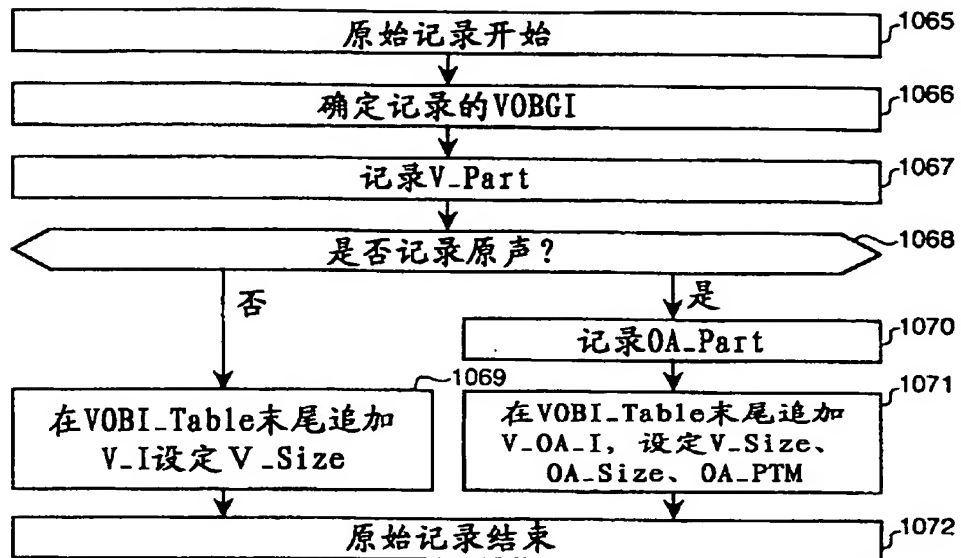 原始记录开始
1065
确定记录的VOBGI
1066
记录V_Part
1067
是否记录原声?
1068
否
是
记录OA_Part
1070
1069
在VOBI_Table末尾追加
V_I设定V_Size
1071
在VOBI_Table末尾追加
V_OA_I, 设定V_Size、
OA_Size、OA_PTM
原始记录结束
1072